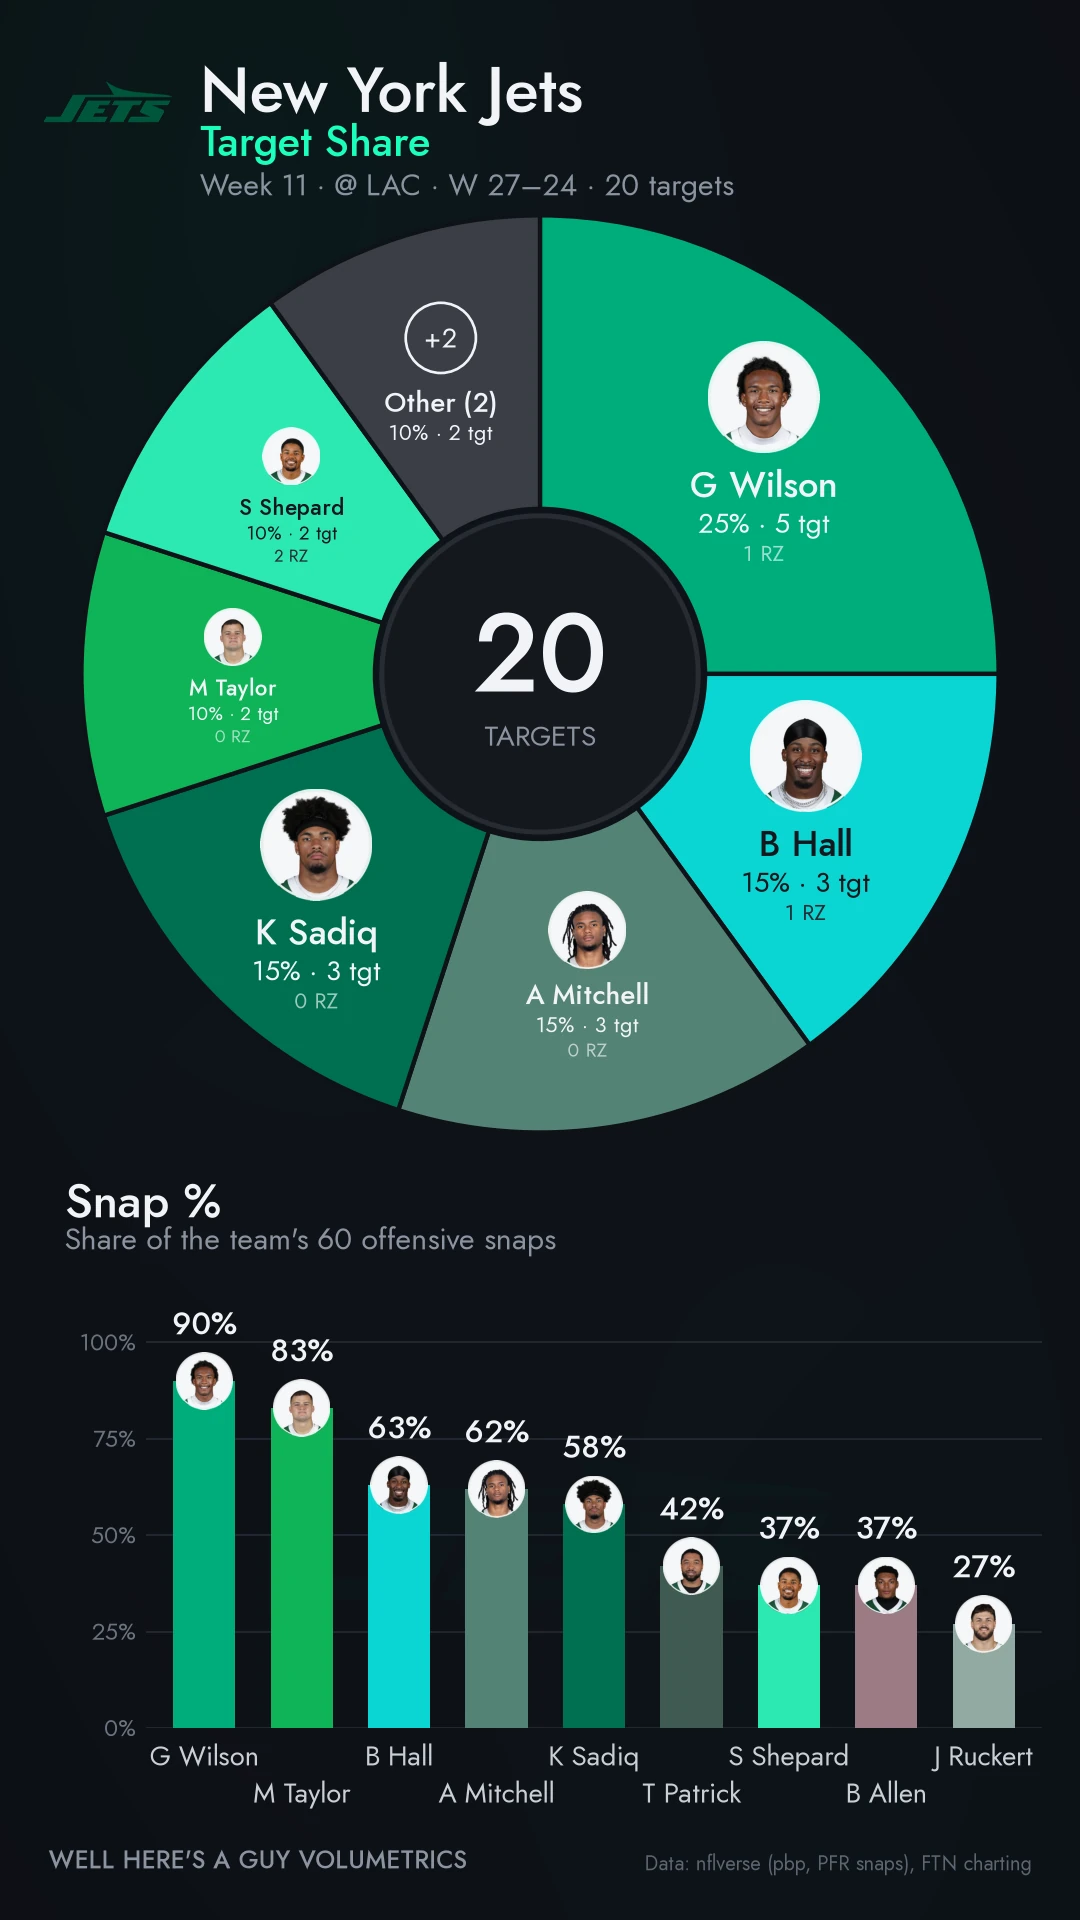 JETS
New York Jets
Target Share
Week 11 · @ LAC · W 27–24 · 20 targets
+2
Other (2)
10% · 2 tgt
G Wilson
25% · 5 tgt
1 RZ
S Shepard
10% · 2 tgt
2 RZ
M Taylor
10% · 2 tgt
0 RZ
20
TARGETS
B Hall
15% · 3 tgt
1 RZ
K Sadiq
15% · 3 tgt
0 RZ
A Mitchell
15% · 3 tgt
0 RZ
Snap %
Share of the team's 60 offensive snaps
90%
83%
63%
62%
58%
42%
37%
37%
27%
100%
75%
50%
25%
0%
G Wilson
M Taylor
B Hall
A Mitchell
K Sadiq
T Patrick
S Shepard
B Allen
J Ruckert
WELL HERE'S A GUY VOLUMETRICS
Data: nflverse (pbp, PFR snaps), FTN charting